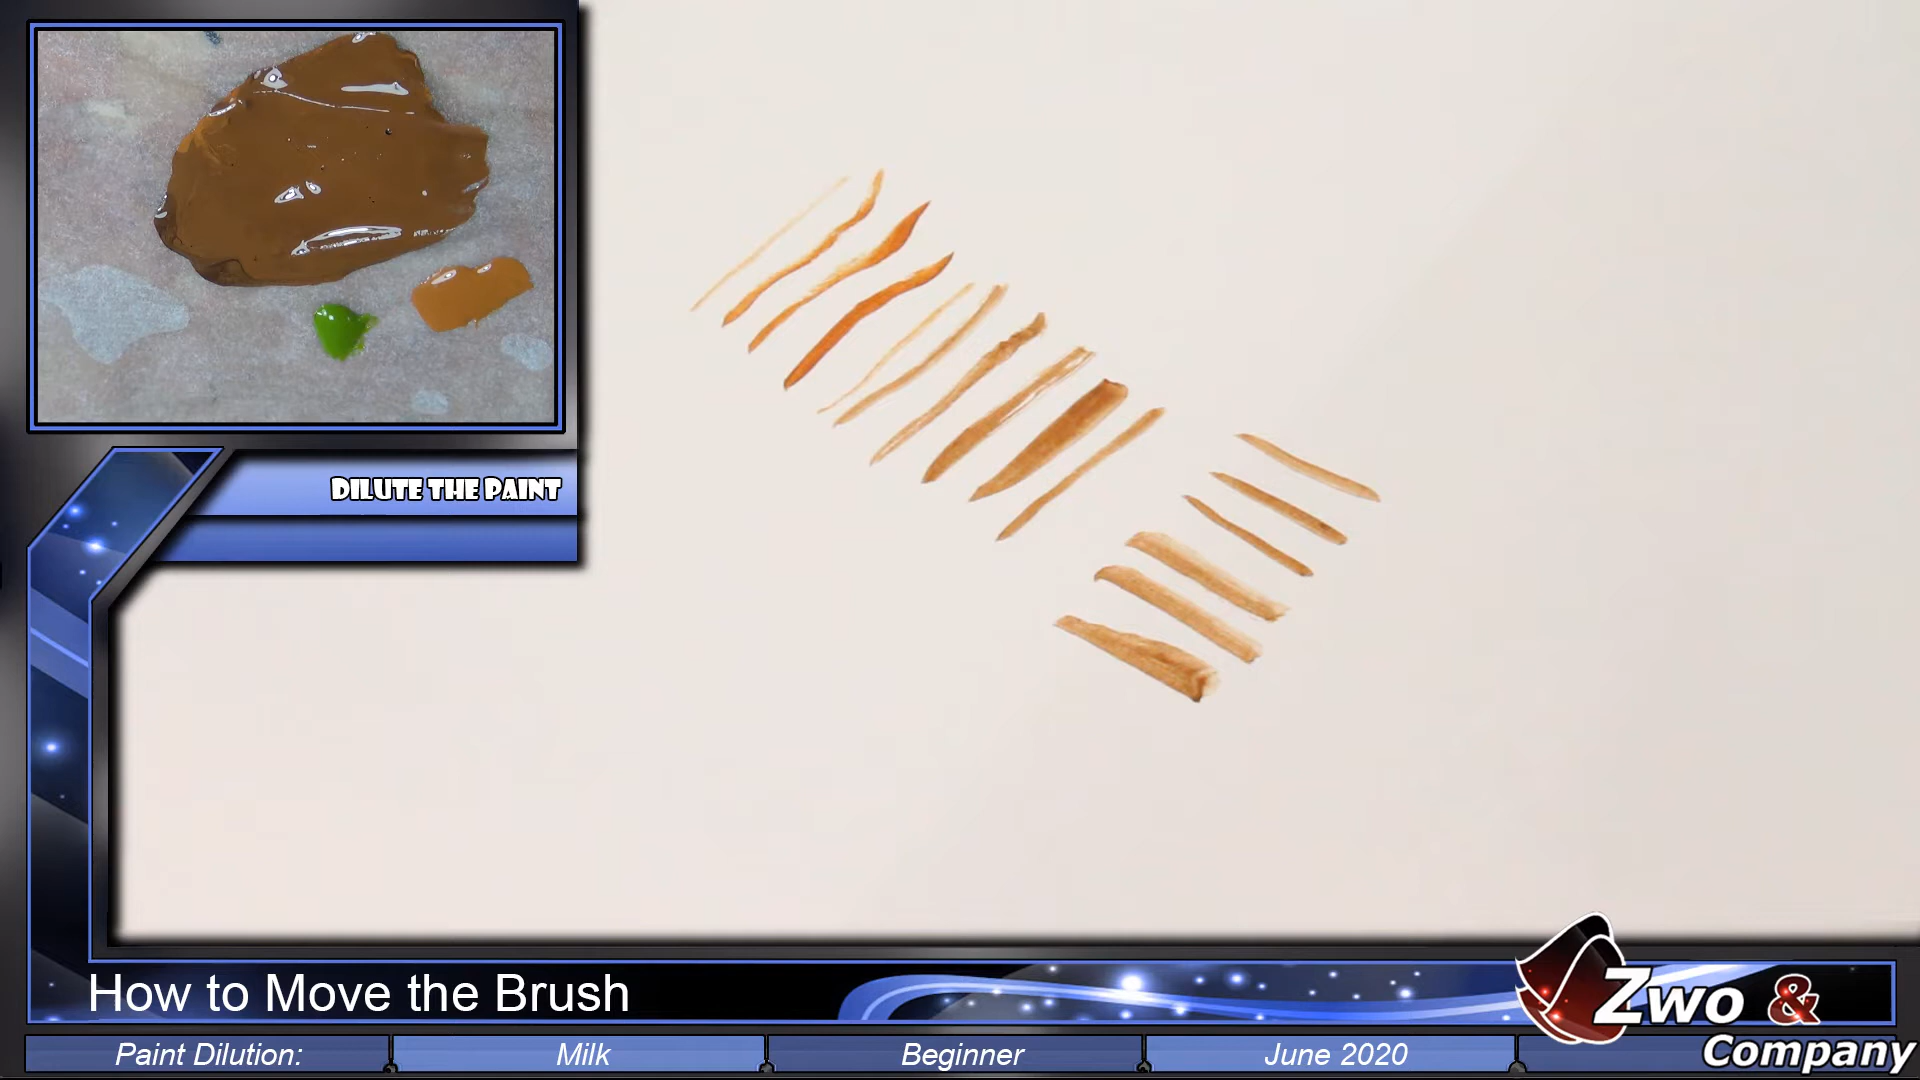 DILUTE THE PAINT
How to Move the Brush
Zwo &
Company
Paint Dilution:
Milk
Beginner
June 2020